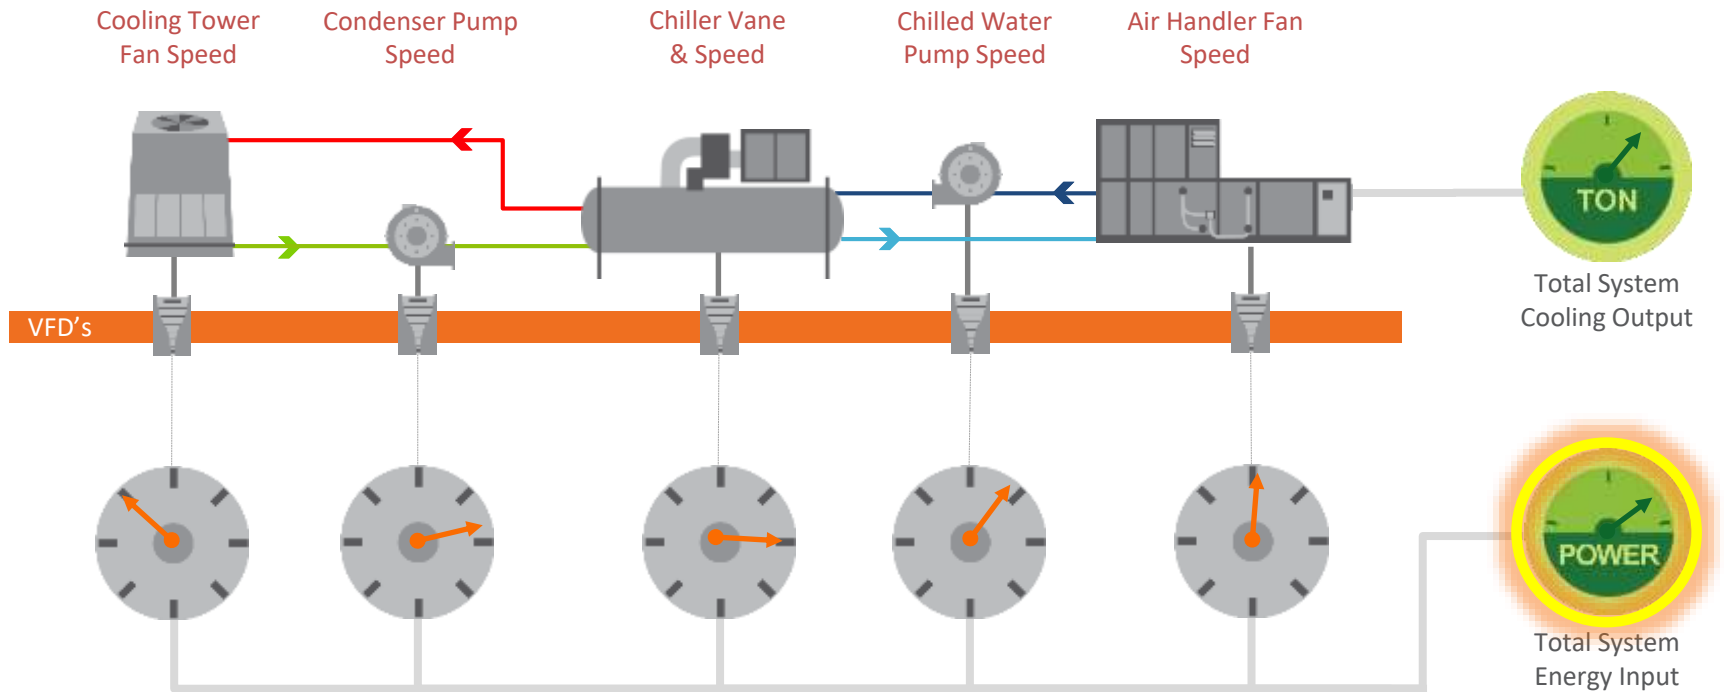 Cooling Tower
Fan Speed
Condenser Pump
Speed
Chiller Vane
& Speed
Chilled Water
Pump Speed
Air Handler Fan
Speed
TON
Total System
Cooling Output
VFD's
POWER
Total System
Energy Input